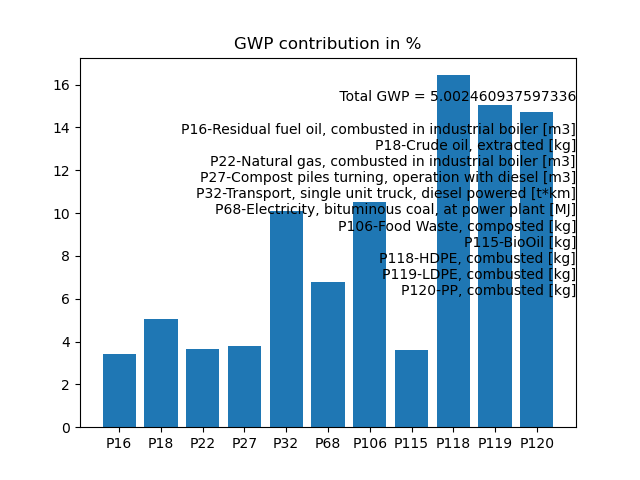 GWP contribution in %
Total GWP = 5.002460937597336
P16-Residual fuel oil, combusted in industrial boiler [m3]
P18-Crude oil, extracted [kg]
P22-Natural gas, combusted in industrial boiler [m3]
P27-Compost piles turning, operation with diesel [m3]
P32-Transport, single unit truck, diesel powered [t*km]
P68-Electricity, bituminous coal, at power plant [MJ]
P106-Food Waste, composted [kg]
P115-BioOil [kg]
P118-HDPE, combusted [kg]
P119-LDPE, combusted [kg]
P120-PP, combusted [kg]
16
14
12
10
8
6
4
2
0
P16 P18 P22 P27 P32 P68 P106 P115 P118 P119 P120